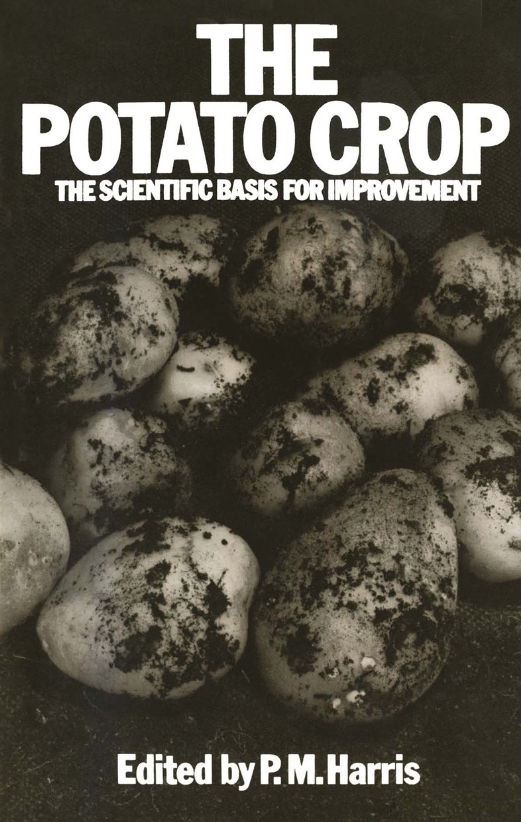 THE
POTATO CROP
THE SCIENTIFIC BASIS FOR IMPROVEMENT
Edited by P. M. Harris